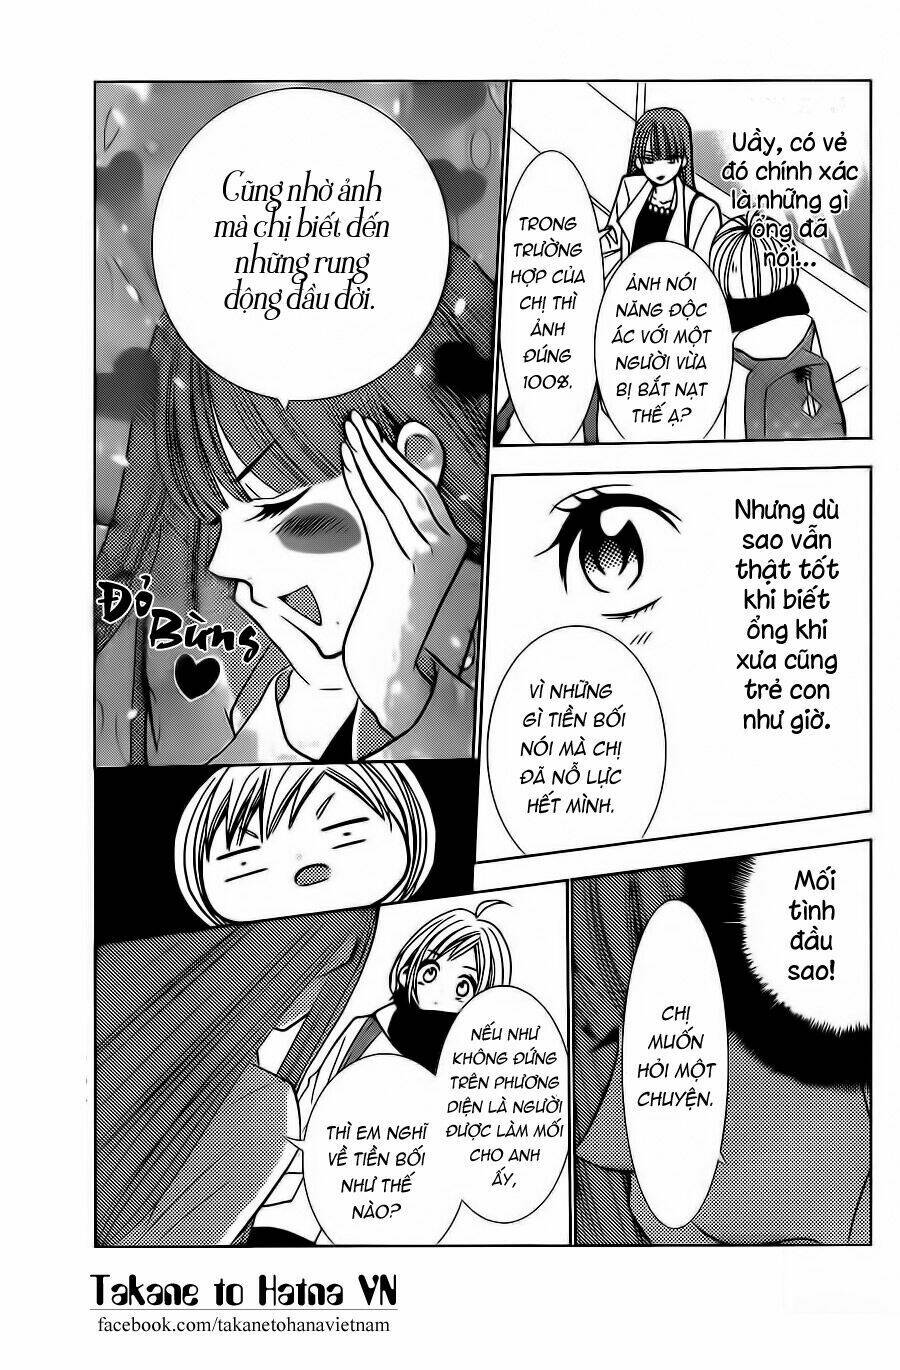 Uầy, có vẻ
đó chính xác
là những gì
ổng đã
nói...
ẢNH NÓI
NĂNG ĐỘC
ÁC VỚI MỘT
NGƯỜI VỪA
BỊ BẮT NẠT
THẾ Ạ?
TRONG
TRƯỜNG
HỢP CỦA
CHỊ THÌ
ẢNH
ĐÚNG
100%.
Cũng nhờ ảnh
mà chị biết đến
những rung
động đầu đời.
Đỏ
Bừng
Nhưng dù
sao vẫn
thật tốt
khi biết
ổng khi
xưa cũng
trẻ con
như giờ.
VÌ NHỮNG
GÌ TIỀN BỐI
NÓI MÀ CHỊ
ĐÃ NỖ LỰC
HẾT MÌNH.
Mối
tình
đầu
sao!
CHỊ
MUỐN
HỎI MỘT
CHUYỆN.
NẾU NHƯ
KHÔNG ĐỨNG
TRÊN PHƯƠNG
DIỆN LÀ NGƯỜI
ĐƯỢC LÀM MỐI
CHO ANH
ẤY,
THÌ EM NGHĨ
VỀ TIỀN BỐI
NHƯ THẾ
NÀO?
Takane to Hatna VN
facebook.com/takanetohanavietnam